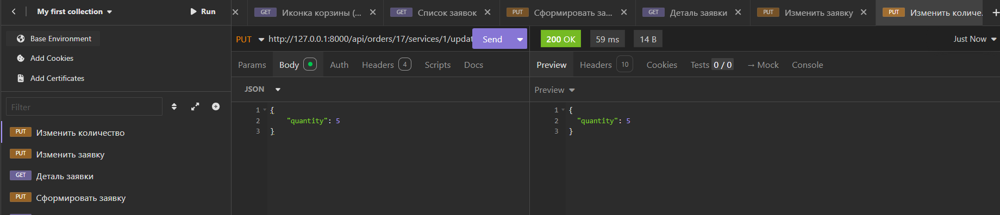 My first collection
Run
Base Environment
Add Cookies
Add Certificates
Filter
PUT Изменить количество
PUT Изменить заявку
GET Деталь заявки
PUT Сформировать заявку
GET Иконка корзины (...
GET Список заявок
PUT Сформировать за...
GET Деталь заявки
PUT Изменить заявку
PUT Изменить количе...
PUT http://127.0.0.1:8000/api/orders/17/services/1/updat
Send
Params Body Auth Headers 4 Scripts Docs
JSON
1 {
2 "quantity": 5
3 }
200 OK 59 ms 14 B Just Now
Preview Headers 10 Cookies Tests 0 / 0 → Mock Console
Preview
1 {
2 "quantity": 5
3 }